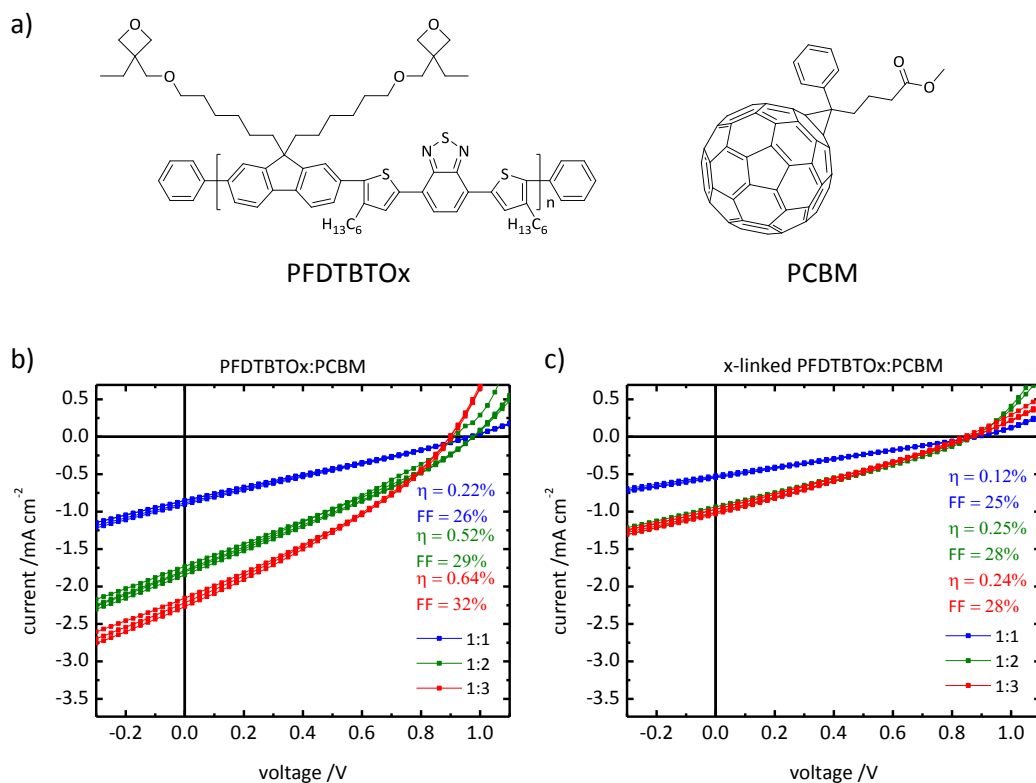 a)
O
O
O
O
N
S
N
S
S
n
H13C6
H13C6
PFDTBTOx
O
O
PCBM
b)
PFDTBTOx:PCBM
0.5
0.0
-0.5
-1.0
-1.5
-2.0
-2.5
-3.0
-3.5
current /mA cm⁻²
-0.2
0.0
0.2
0.4
0.6
0.8
1.0
voltage /V
η = 0.22%
FF = 26%
η = 0.52%
FF = 29%
η = 0.64%
FF = 32%
1:1
1:2
1:3
c)
x-linked PFDTBTOx:PCBM
0.5
0.0
-0.5
-1.0
-1.5
-2.0
-2.5
-3.0
-3.5
current /mA cm⁻²
-0.2
0.0
0.2
0.4
0.6
0.8
1.0
voltage /V
η = 0.12%
FF = 25%
η = 0.25%
FF = 28%
η = 0.24%
FF = 28%
1:1
1:2
1:3